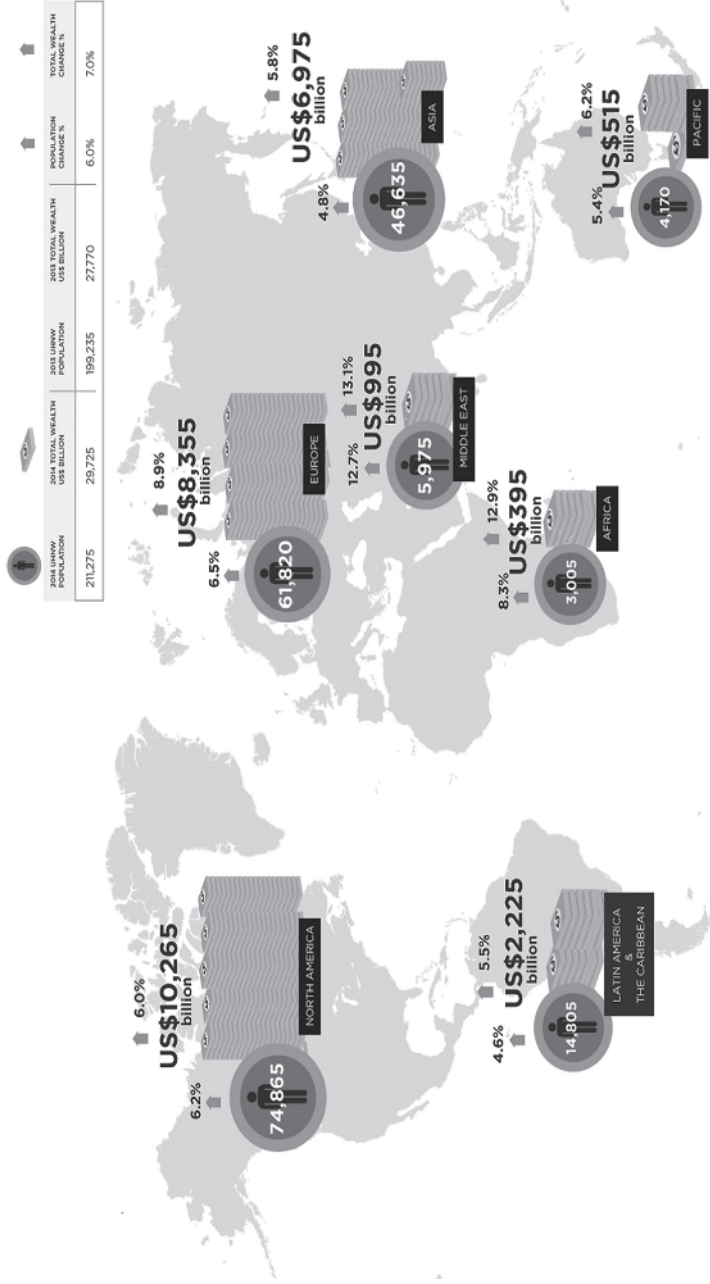 2014 UHNW
POPULATION
2014 TOTAL WEALTH
US$ BILLION
2013 UHNW
POPULATION
2013 TOTAL WEALTH
US$ BILLION
POPULATION
CHANGE %
TOTAL WEALTH
CHANGE %
211,275
29,725
199,235
27,770
6.0%
7.0%
6.2%
6.0%
US$10,265
billion
74,865
NORTH AMERICA
6.5%
8.9%
US$8,355
billion
61,820
EUROPE
4.8%
5.8%
US$6,975
billion
46,635
ASIA
12.7%
13.1%
US$995
billion
5,975
MIDDLE EAST
4.6%
5.5%
US$2,225
billion
14,805
LATIN AMERICA
&
THE CARIBBEAN
8.3%
12.9%
US$395
billion
3,005
AFRICA
5.4%
6.2%
US$515
billion
4,170
PACIFIC